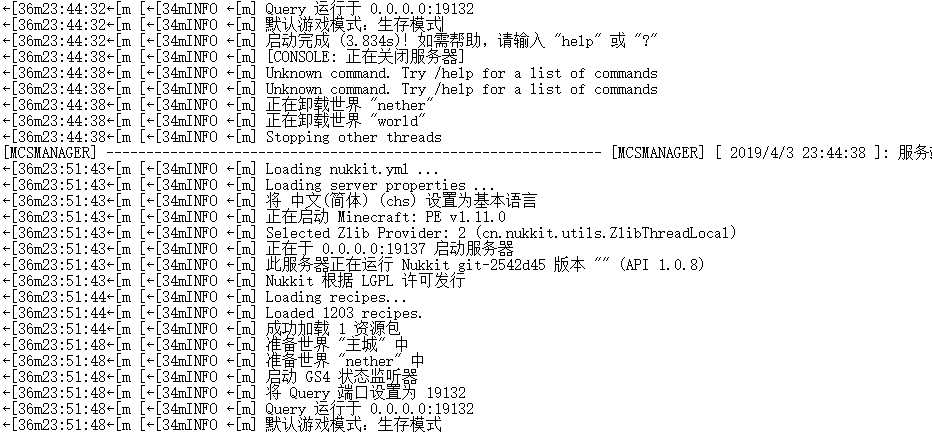 ←[36m23:44:32←[m [←[34mINFO ←[m] Query 运行于 0.0.0.0:19132
←[36m23:44:32←[m [←[34mINFO ←[m] 默认游戏模式：生存模式
←[36m23:44:32←[m [←[34mINFO ←[m] 启动完成 (3.834s)! 如需帮助，请输入 "help" 或 "?"
←[36m23:44:38←[m [←[34mINFO ←[m] [CONSOLE: 正在关闭服务器]
←[36m23:44:38←[m [←[34mINFO ←[m] Unknown command. Try /help for a list of commands
←[36m23:44:38←[m [←[34mINFO ←[m] Unknown command. Try /help for a list of commands
←[36m23:44:38←[m [←[34mINFO ←[m] 正在卸载世界 "nether"
←[36m23:44:38←[m [←[34mINFO ←[m] 正在卸载世界 "world"
←[36m23:44:38←[m [←[34mINFO ←[m] Stopping other threads
[MCSMANAGER] -------------------------------------------------------------- [MCSMANAGER] [ 2019/4/3 23:44:38 ]: 服务
←[36m23:51:43←[m [←[34mINFO ←[m] Loading nukkit.yml ...
←[36m23:51:43←[m [←[34mINFO ←[m] Loading server properties ...
←[36m23:51:43←[m [←[34mINFO ←[m] 将 中文(简体) (chs) 设置为基本语言
←[36m23:51:43←[m [←[34mINFO ←[m] 正在启动 Minecraft: PE v1.11.0
←[36m23:51:43←[m [←[34mINFO ←[m] Selected Zlib Provider: 2 (cn.nukkit.utils.ZlibThreadLocal)
←[36m23:51:43←[m [←[34mINFO ←[m] 正在于 0.0.0.0:19137 启动服务器
←[36m23:51:43←[m [←[34mINFO ←[m] 此服务器正在运行 Nukkit git-2542d45 版本 "" (API 1.0.8)
←[36m23:51:43←[m [←[34mINFO ←[m] Nukkit 根据 LGPL 许可发行
←[36m23:51:44←[m [←[34mINFO ←[m] Loading recipes...
←[36m23:51:44←[m [←[34mINFO ←[m] Loaded 1203 recipes.
←[36m23:51:44←[m [←[34mINFO ←[m] 成功加载 1 资源包
←[36m23:51:48←[m [←[34mINFO ←[m] 准备世界 "主城" 中
←[36m23:51:48←[m [←[34mINFO ←[m] 准备世界 "nether" 中
←[36m23:51:48←[m [←[34mINFO ←[m] 启动 GS4 状态监听器
←[36m23:51:48←[m [←[34mINFO ←[m] 将 Query 端口设置为 19132
←[36m23:51:48←[m [←[34mINFO ←[m] Query 运行于 0.0.0.0:19132
←[36m23:51:48←[m [←[34mINFO ←[m] 默认游戏模式：生存模式